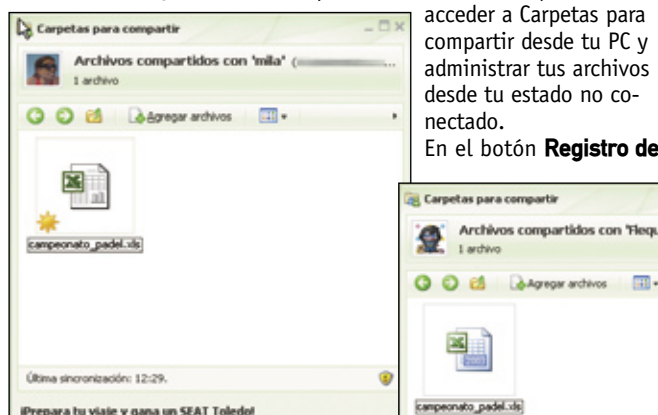 Carpetas para compartir
Archivos compartidos con 'mila' (
1 archivo
Agregar archivos
campeonato_padel.xls
Última sincronización: 12:29.
¡Prepara tu viaje y gana un SEAT Toledo!
acceder a Carpetas para
compartir desde tu PC y
administrar tus archivos
desde tu estado no co-
nectado.
En el botón Registro de
Carpetas para compartir
Archivos compartidos con 'Flequ
1 archivo
Agregar archivos
campeonato_padel.xls